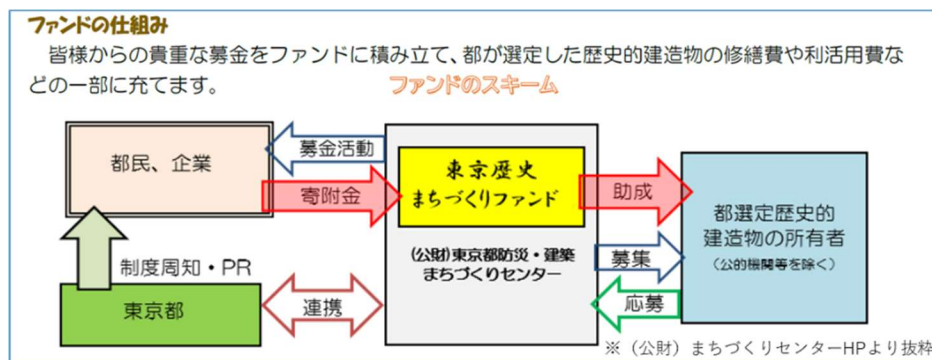 ファンドの仕組み
皆様からの貴重な募金をファンドに積み立て、都が選定した歴史的建造物の修繕費や利活用費な
どの一部に充てます。
ファンドのスキーム
都民、企業
募金活動
寄附金
東京歴史
まちづくりファンド
助成
都選定歴史的
建造物の所有者
(公的機関等を除く)
(公財)東京都防災・建築
まちづくりセンター
募集
応募
制度周知・PR
東京都
連携
※(公財)まちづくりセンターHPより抜粋